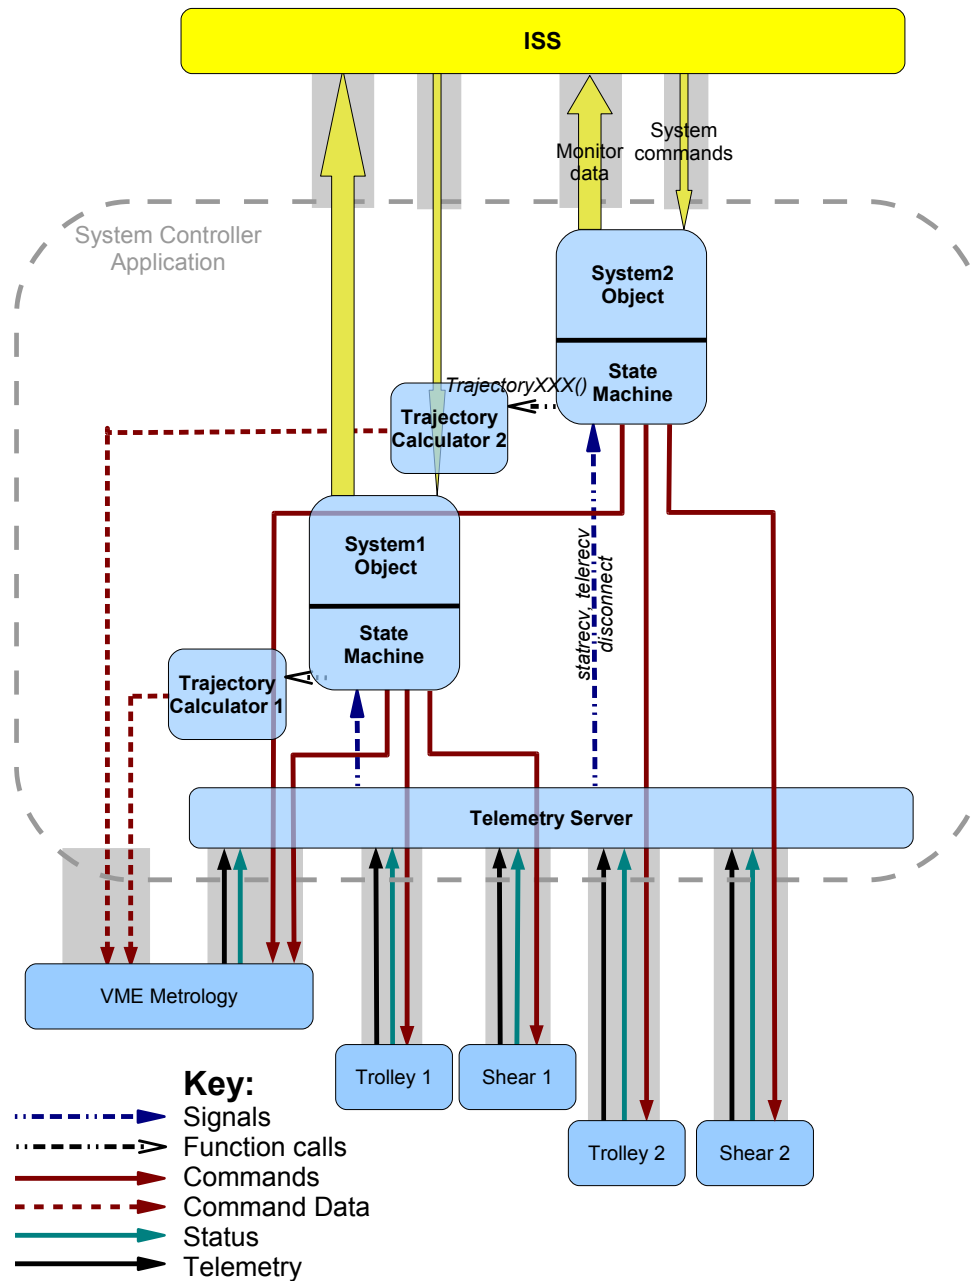 ISS
Monitor
data
System
commands
System Controller
Application
System2
Object
State
Machine
TrajectoryXXX()
Trajectory
Calculator 2
System1
Object
State
Machine
statrecv, telerecv
disconnect
Trajectory
Calculator 1
Telemetry Server
VME Metrology
Trolley 1
Shear 1
Trolley 2
Shear 2
Key:
Signals
Function calls
Commands
Command Data
Status
Telemetry